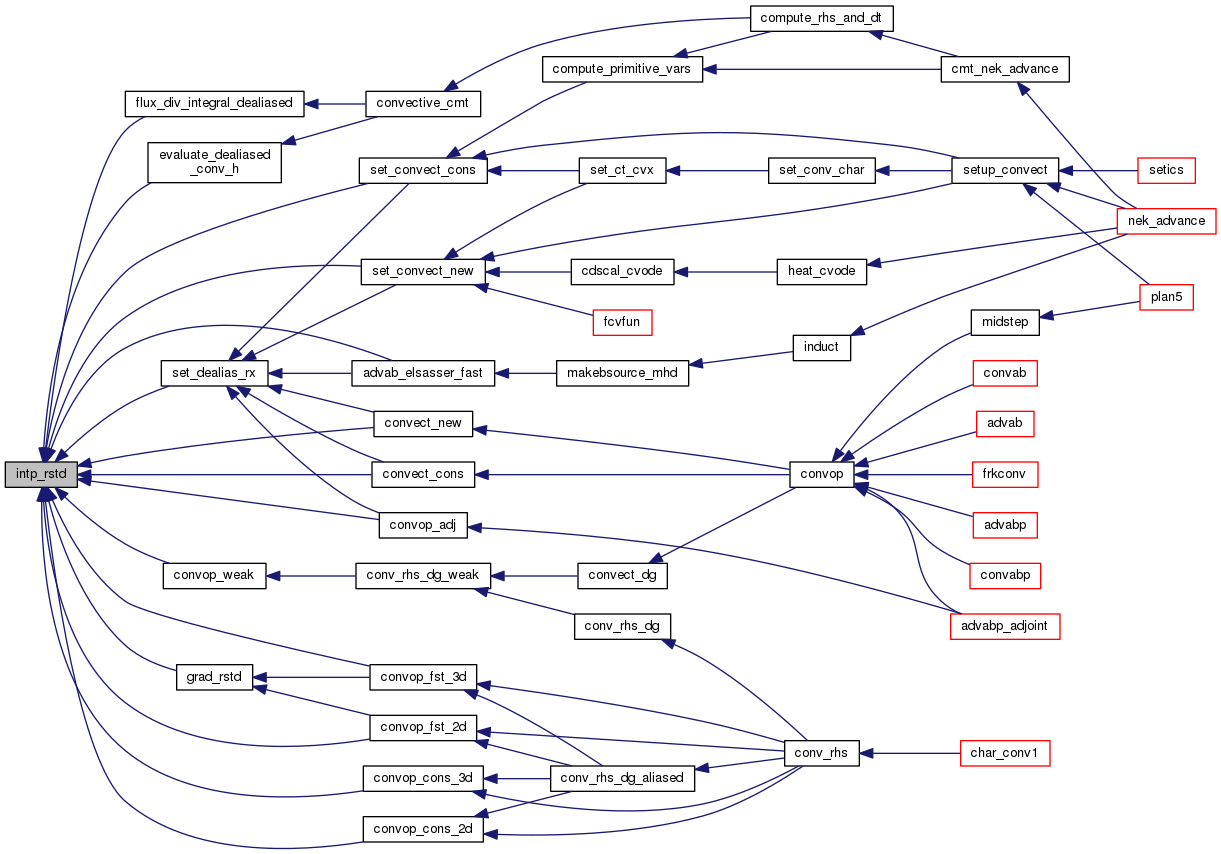 compute_rhs_and_dt
compute_primitive_vars
cmt_nek_advance
flux_div_integral_dealiased
convective_cmt
evaluate_dealiased
_conv_h
set_convect_cons
set_ct_cvx
set_conv_char
setup_convect
setics
nek_advance
set_convect_new
cdscal_cvode
heat_cvode
plan5
fcvfun
midstep
induct
set_dealias_rx
advab_elsasser_fast
makebsource_mhd
convab
convect_new
advab
intp_rstd
convect_cons
convop
frkconv
convop_adj
advabp
convop_weak
conv_rhs_dg_weak
convect_dg
convabp
conv_rhs_dg
advabp_adjoint
grad_rstd
convop_fst_3d
convop_fst_2d
conv_rhs
char_conv1
convop_cons_3d
conv_rhs_dg_aliased
convop_cons_2d